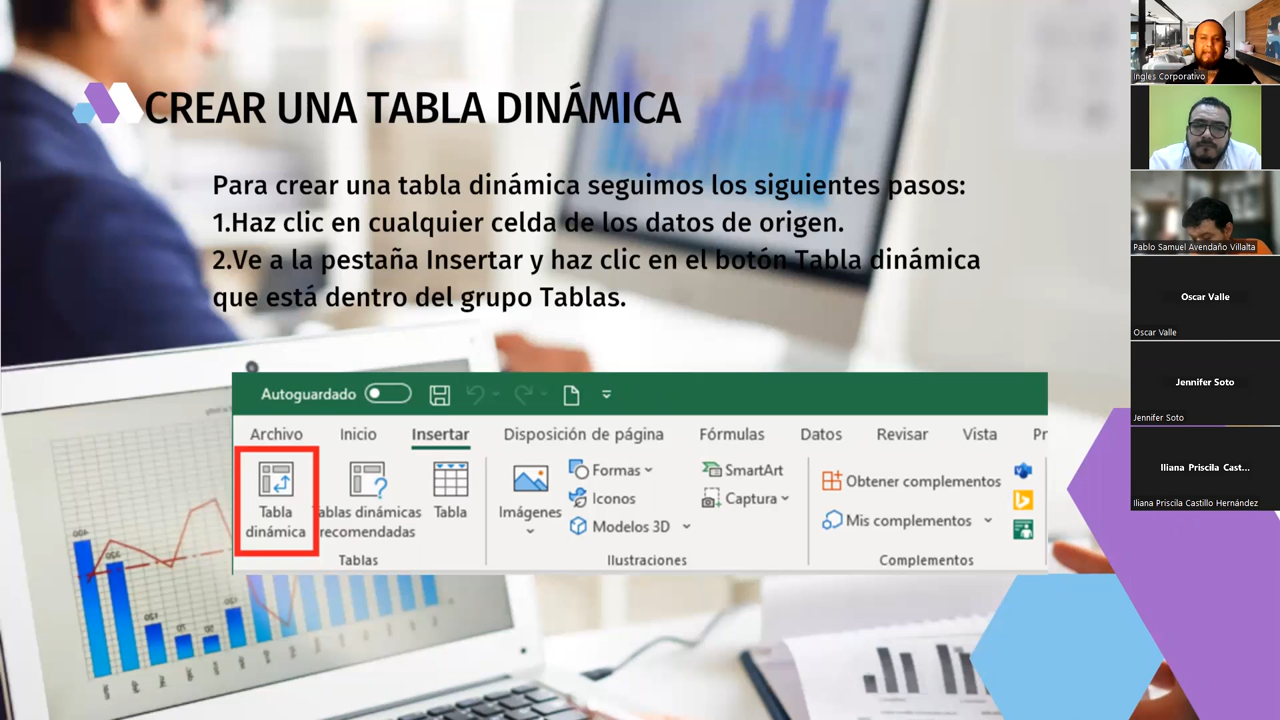 CREAR UNA TABLA DINÁMICA
Para crear una tabla dinámica seguimos los siguientes pasos:
1.Haz clic en cualquier celda de los datos de origen.
2.Ve a la pestaña Insertar y haz clic en el botón Tabla dinámica
que está dentro del grupo Tablas.
Autoguardado
Archivo Inicio Insertar Disposición de página Fórmulas Datos Revisar Vista Pr
Tabla
dinámica
Tablas dinámicas
recomendadas
Tabla
Tablas
Imágenes
Formas
Iconos
Modelos 3D
SmartArt
Captura
Ilustraciones
Obtener complementos
Mis complementos
Complementos
Ingles Corporativo
Pablo Samuel Avendaño Villalta
Oscar Valle
Oscar Valle
Jennifer Soto
Jennifer Soto
Iliana Priscila Cast...
Iliana Priscila Castillo Hernández